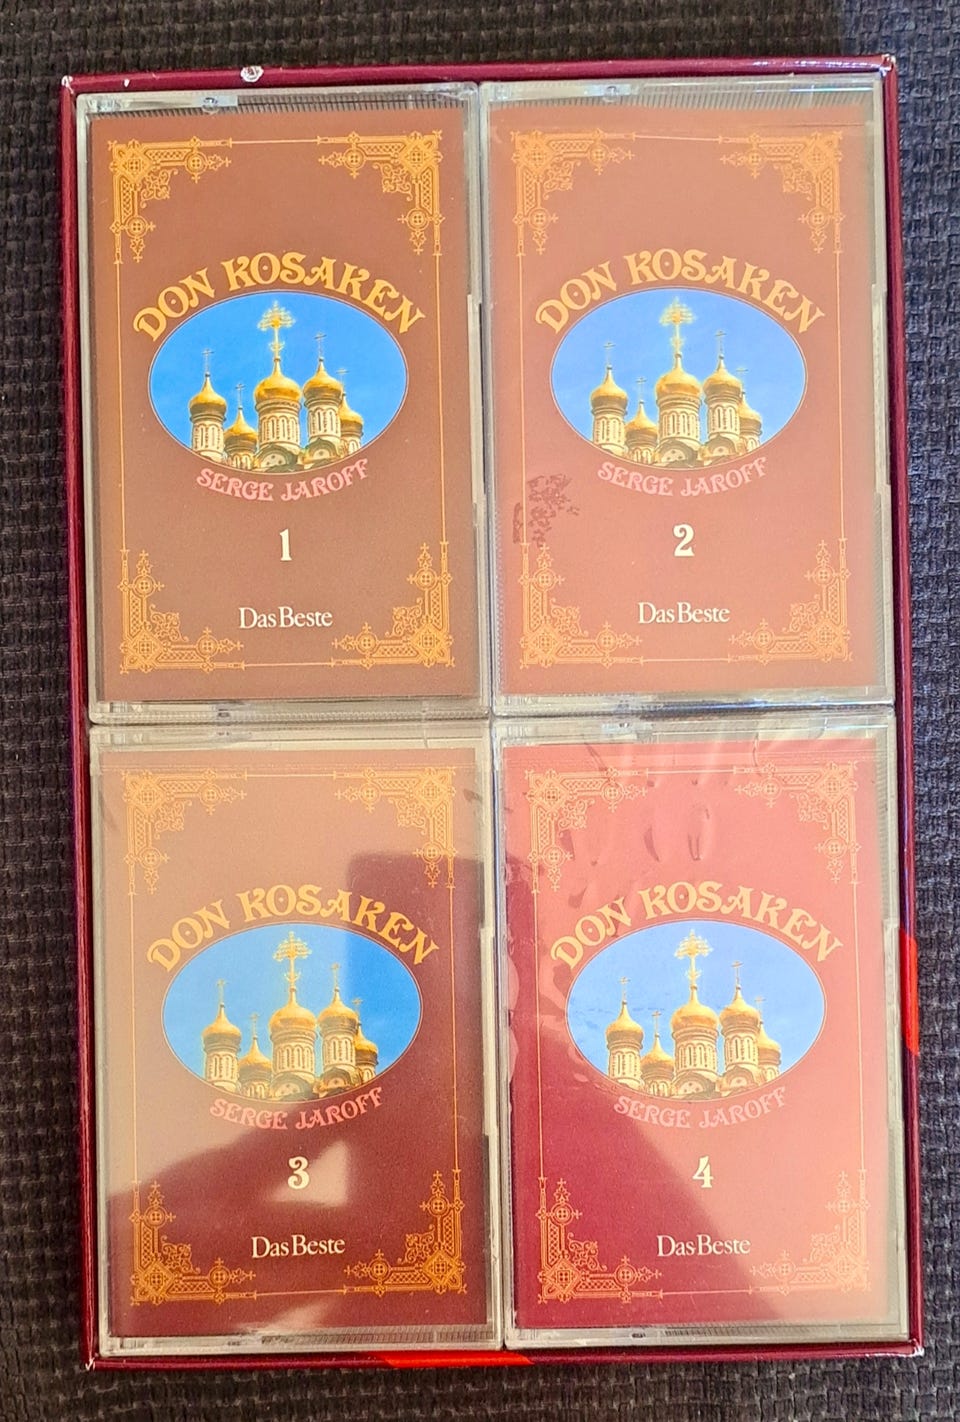 DON KOSAKEN
SERGE JAROFF
1
Das Beste
DON KOSAKEN
SERGE JAROFF
2
Das Beste
DON KOSAKEN
SERGE JAROFF
3
Das Beste
DON KOSAKEN
SERGE JAROFF
4
Das Beste